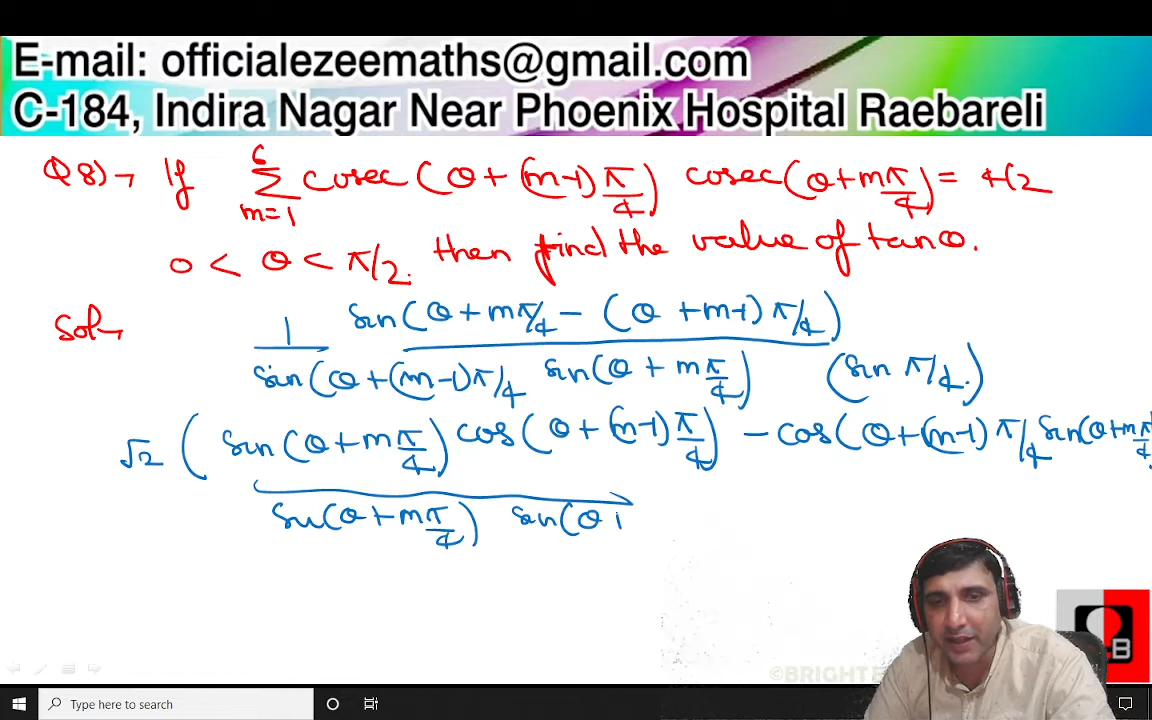 E-mail: officialezeemaths@gmail.com
C-184, Indira Nagar Near Phoenix Hospital Raebareli
Q 8)→ If 6 Σ m=1 cosec(θ + (m-1)π/4) cosec(θ + mπ/4) = 4√2
0 < θ < π/2. then find the value of tanθ.
Sol→ 1 sin(θ + mπ/4 - (θ + m-1)π/4)
sin(θ + (m-1)π/4 sin(θ + mπ/4) (sin π/4.)
√2 ( sin(θ + mπ/4) cos(θ + (m-1)π/4) - cos(θ + (m-1)π/4 sin(θ + mπ/4
sin(θ + mπ/4) sin(θ
©BRIGHTE
B
Type here to search